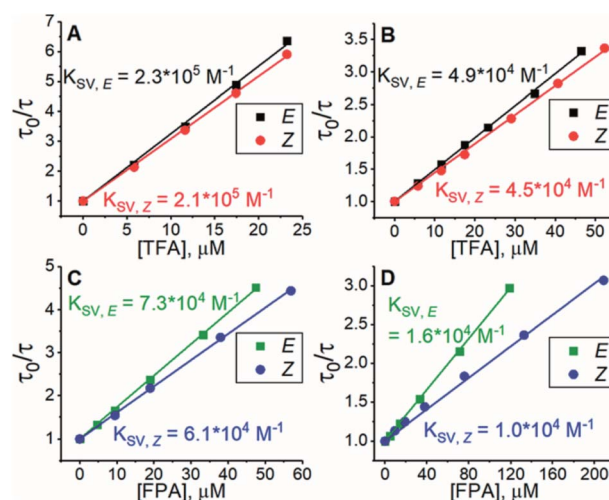 A
K_SV, E = 2.3*10^5 M^-1
E
Z
K_SV, Z = 2.1*10^5 M^-1
τ0/τ
1
2
3
4
5
6
7
0
5
10
15
20
25
[TFA], μM
B
K_SV, E = 4.9*10^4 M^-1
E
Z
K_SV, Z = 4.5*10^4 M^-1
τ0/τ
1.0
1.5
2.0
2.5
3.0
3.5
0
10
20
30
40
50
[TFA], μM
C
K_SV, E = 7.3*10^4 M^-1
E
Z
K_SV, Z = 6.1*10^4 M^-1
τ0/τ
1
2
3
4
5
0
10
20
30
40
50
60
[FPA], μM
D
K_SV, E
= 1.6*10^4 M^-1
E
Z
K_SV, Z = 1.0*10^4 M^-1
τ0/τ
1.0
1.5
2.0
2.5
3.0
0
40
80
120
160
200
[FPA], μM